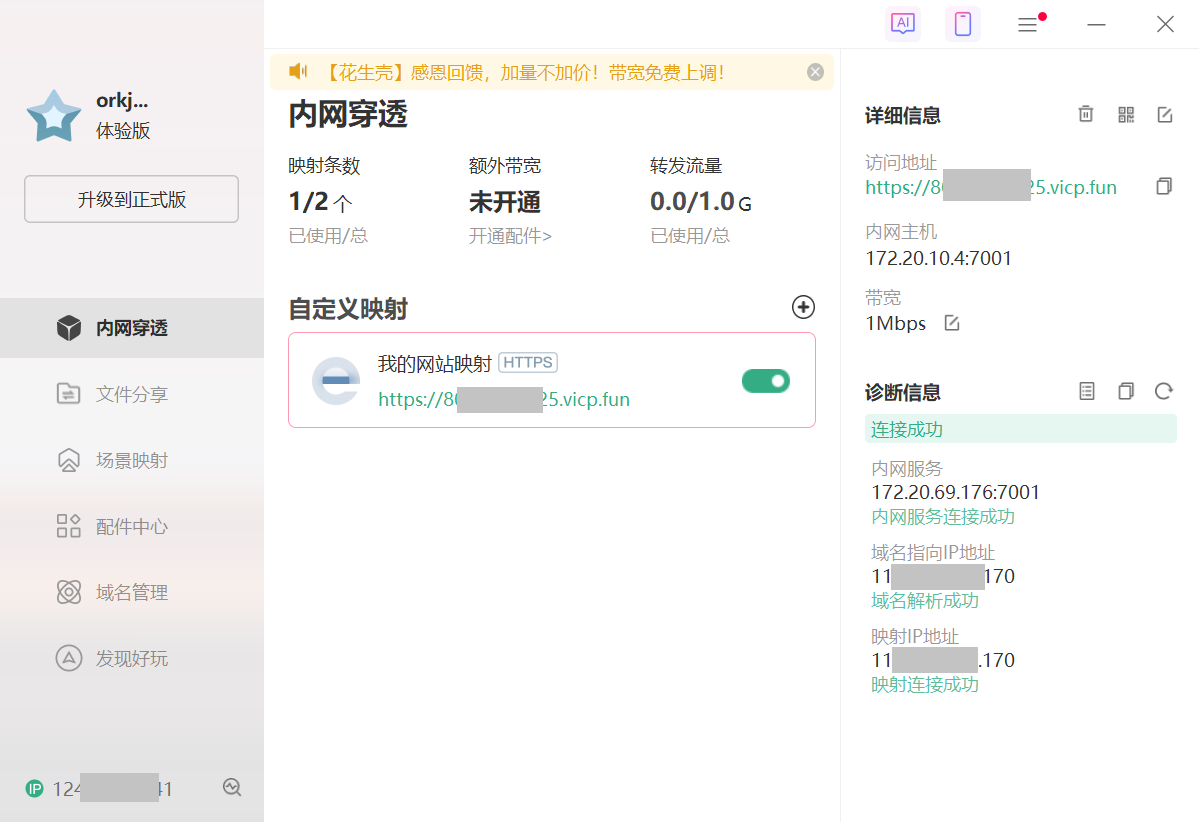 AI
orkj...
体验版
升级到正式版
内网穿透
文件分享
场景映射
配件中心
域名管理
发现好玩
IP 124 41
【花生壳】感恩回馈，加量不加价！带宽免费上调！
内网穿透
映射条数
1/2 个
已使用/总
额外带宽
未开通
开通配件>
转发流量
0.0/1.0 G
已使用/总
自定义映射
我的网站映射 HTTPS
https://80 25.vicp.fun
详细信息
访问地址
https://80 25.vicp.fun
内网主机
172.20.10.4:7001
带宽
1Mbps
诊断信息
连接成功
内网服务
172.20.69.176:7001
内网服务连接成功
域名指向IP地址
11 170
域名解析成功
映射IP地址
11 .170
映射连接成功